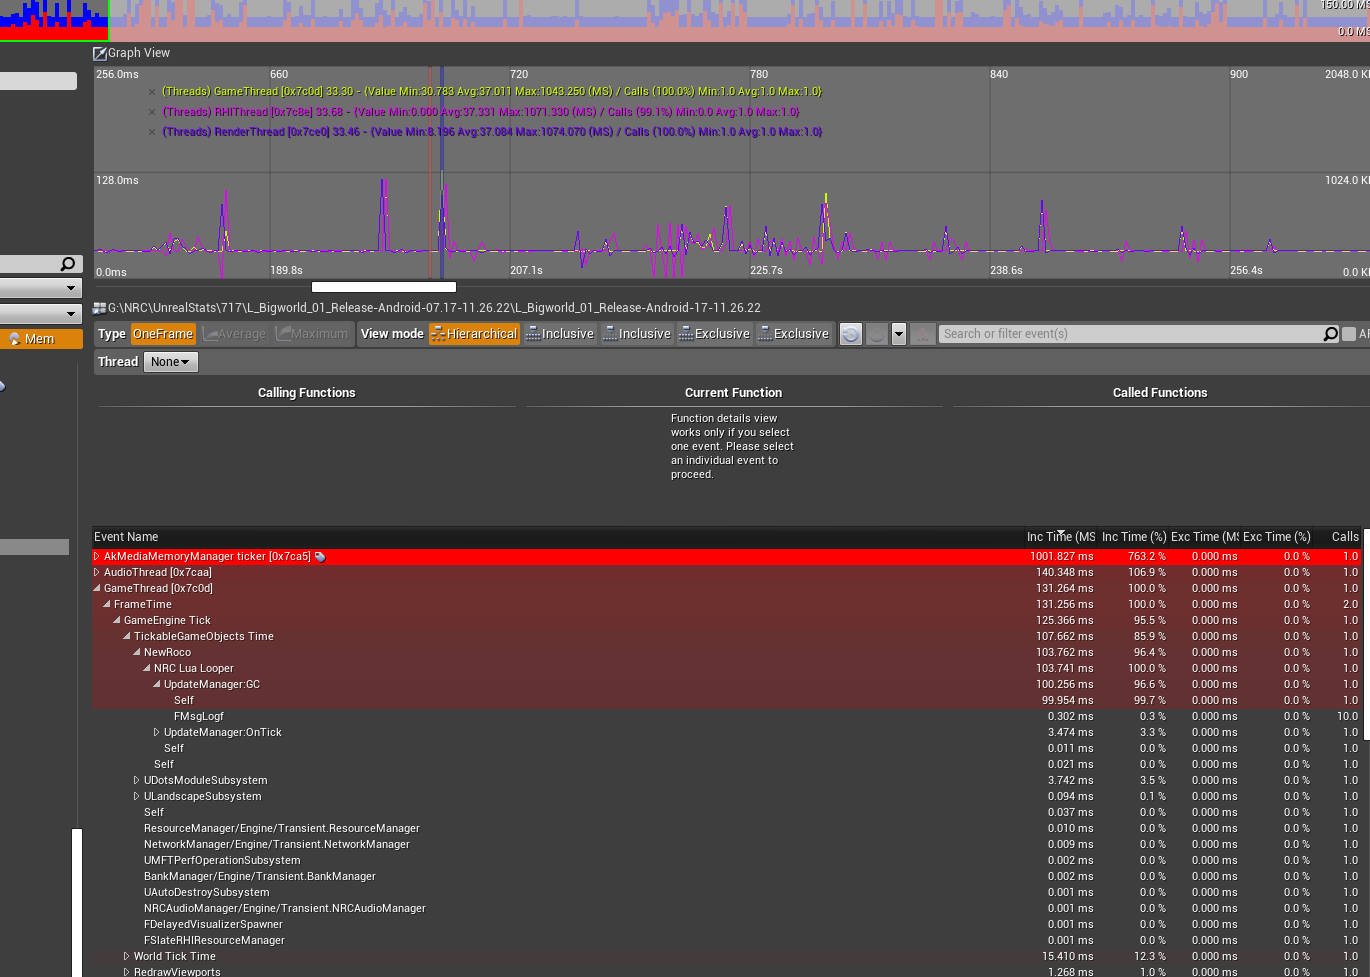 150.00 MS
0.0 MS
Graph View
256.0ms 660 720 780 840 900 2048.0 K
(Threads) GameThread [0x7c0d] 33.30 - {Value Min:30.783 Avg:37.011 Max:1043.250 (MS) / Calls (100.0%) Min:1.0 Avg:1.0 Max:1.0}
(Threads) RHIThread [0x7c8e] 33.68 - {Value Min:0.000 Avg:37.331 Max:1071.330 (MS) / Calls (99.1%) Min:0.0 Avg:1.0 Max:1.0}
(Threads) RenderThread [0x7ce0] 33.46 - {Value Min:8.196 Avg:37.084 Max:1074.070 (MS) / Calls (100.0%) Min:1.0 Avg:1.0 Max:1.0}
128.0ms 1024.0 K
0.0ms 189.8s 207.1s 225.7s 238.6s 256.4s 0.0 K
G:\NRC\UnrealStats\717\L_Bigworld_01_Release-Android-07.17-11.26.22\L_Bigworld_01_Release-Android-17-11.26.22
Type OneFrame Average Maximum View mode Hierarchical Inclusive Inclusive Exclusive Exclusive Search or filter event(s)
Mem
Thread None
Calling Functions Current Function Called Functions
Function details view
works only if you select
one event. Please select
an individual event to
proceed.
Event Name Inc Time (MS Inc Time (%) Exc Time (MS Exc Time (%) Calls
AkMediaMemoryManager ticker [0x7ca5] 1001.827 ms 763.2 % 0.000 ms 0.0 % 1.0
AudioThread [0x7caa] 140.348 ms 106.9 % 0.000 ms 0.0 % 1.0
GameThread [0x7c0d] 131.264 ms 100.0 % 0.000 ms 0.0 % 1.0
FrameTime 131.256 ms 100.0 % 0.000 ms 0.0 % 2.0
GameEngine Tick 125.366 ms 95.5 % 0.000 ms 0.0 % 1.0
TickableGameObjects Time 107.662 ms 85.9 % 0.000 ms 0.0 % 1.0
NewRoco 103.762 ms 96.4 % 0.000 ms 0.0 % 1.0
NRC Lua Looper 103.741 ms 100.0 % 0.000 ms 0.0 % 1.0
UpdateManager:GC 100.256 ms 96.6 % 0.000 ms 0.0 % 1.0
Self 99.954 ms 99.7 % 0.000 ms 0.0 % 1.0
FMsgLogf 0.302 ms 0.3 % 0.000 ms 0.0 % 10.0
UpdateManager:OnTick 3.474 ms 3.3 % 0.000 ms 0.0 % 1.0
Self 0.011 ms 0.0 % 0.000 ms 0.0 % 1.0
Self 0.021 ms 0.0 % 0.000 ms 0.0 % 1.0
UDotsModuleSubsystem 3.742 ms 3.5 % 0.000 ms 0.0 % 1.0
ULandscapeSubsystem 0.094 ms 0.1 % 0.000 ms 0.0 % 1.0
Self 0.037 ms 0.0 % 0.000 ms 0.0 % 1.0
ResourceManager/Engine/Transient.ResourceManager 0.010 ms 0.0 % 0.000 ms 0.0 % 1.0
NetworkManager/Engine/Transient.NetworkManager 0.009 ms 0.0 % 0.000 ms 0.0 % 1.0
UMFTPerfOperationSubsystem 0.002 ms 0.0 % 0.000 ms 0.0 % 1.0
BankManager/Engine/Transient.BankManager 0.002 ms 0.0 % 0.000 ms 0.0 % 1.0
UAutoDestroySubsystem 0.001 ms 0.0 % 0.000 ms 0.0 % 1.0
NRCAudioManager/Engine/Transient.NRCAudioManager 0.001 ms 0.0 % 0.000 ms 0.0 % 1.0
FDelayedVisualizerSpawner 0.001 ms 0.0 % 0.000 ms 0.0 % 1.0
FSlateRHIResourceManager 0.001 ms 0.0 % 0.000 ms 0.0 % 1.0
World Tick Time 15.410 ms 12.3 % 0.000 ms 0.0 % 1.0
RedrawViewports 1.268 ms 1.0 % 0.000 ms 0.0 % 1.0